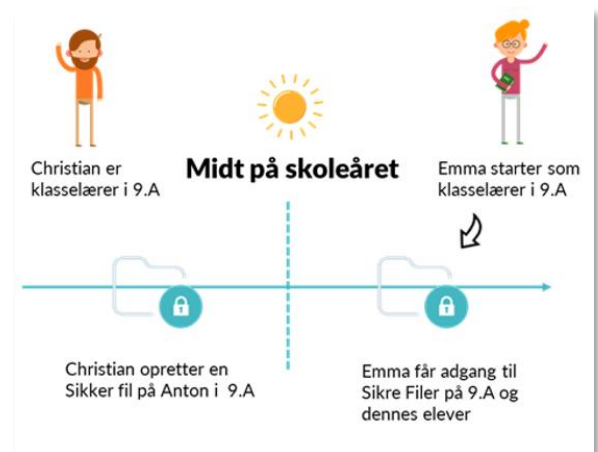 Christian er
klasselærer i 9.A
Midt på skoleåret
Emma starter som
klasselærer i 9.A
Christian opretter en
Sikker fil på Anton i 9.A
Emma får adgang til
Sikre Filer på 9.A og
dennes elever